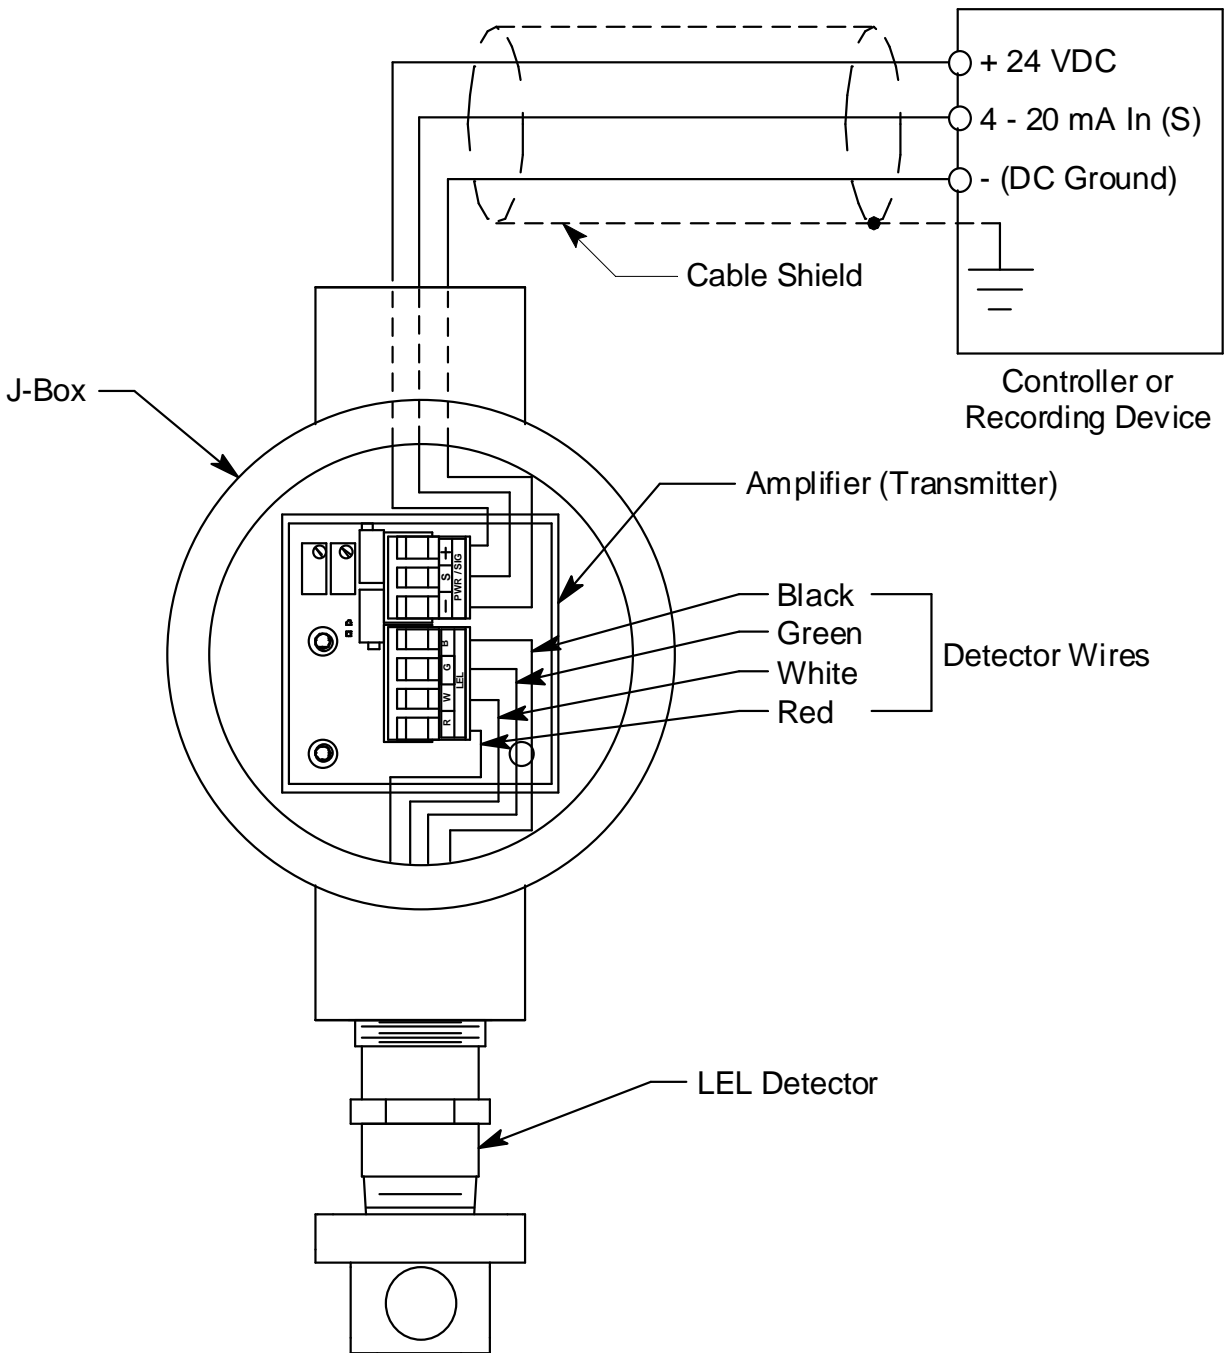 + 24 VDC
4 - 20 mA In (S)
- (DC Ground)
Cable Shield
Controller or
Recording Device
J-Box
Amplifier (Transmitter)
+
S
-
PWR / SIG
B
G
W
R
LEL
Black
Green
White
Red
Detector Wires
LEL Detector